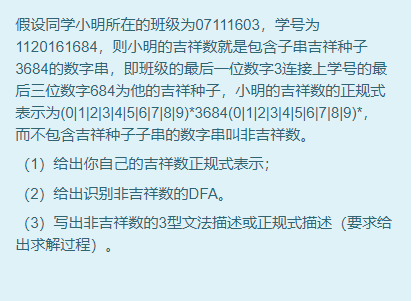 假设同学小明所在的班级为07111603，学号为
1120161684，则小明的吉祥数就是包含子串吉祥种子
3684的数字串，即班级的最后一位数字3连接上学号的最
后三位数字684为他的吉祥种子，小明的吉祥数的正规式
表示为(0|1|2|3|4|5|6|7|8|9)*3684(0|1|2|3|4|5|6|7|8|9)*，
而不包含吉祥种子子串的数字串叫非吉祥数。
（1）给出你自己的吉祥数正规式表示；
（2）给出识别非吉祥数的DFA。
（3）写出非吉祥数的3型文法描述或正规式描述（要求给
出求解过程）。